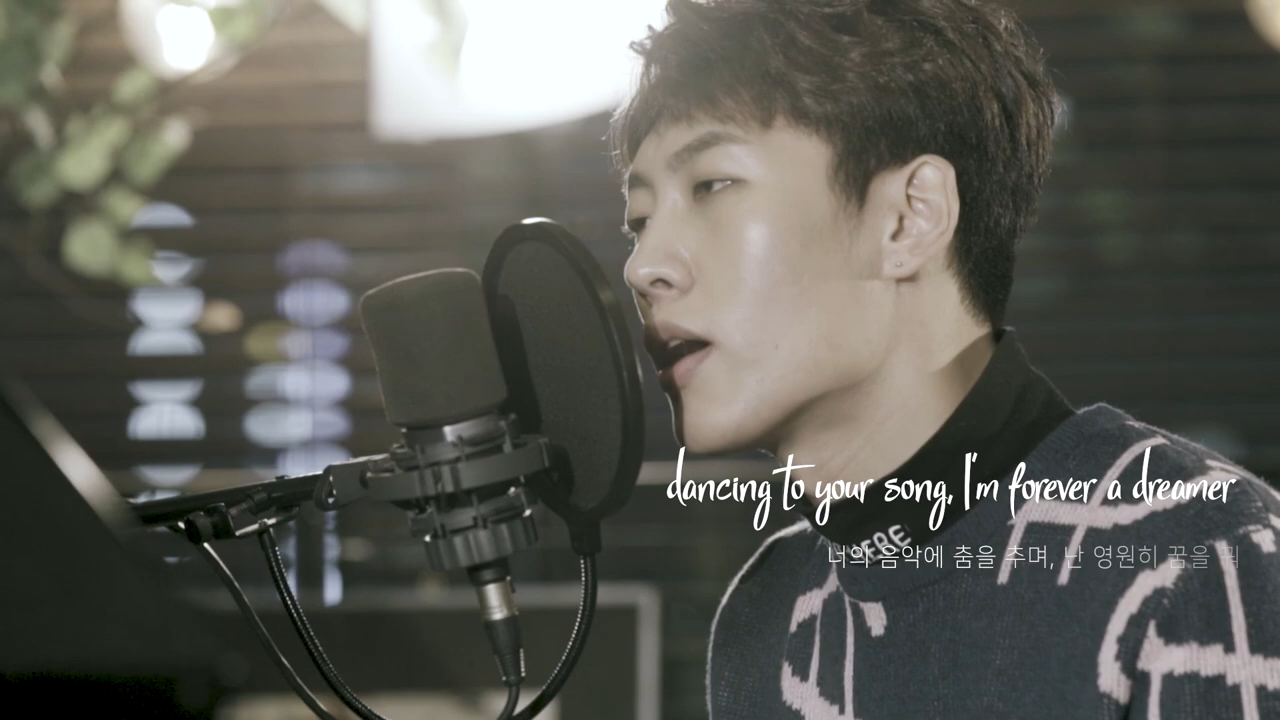 dancing to your song, I'm forever a dreamer
너의 음악에 춤을 추며, 난 영원히 꿈을 꿔